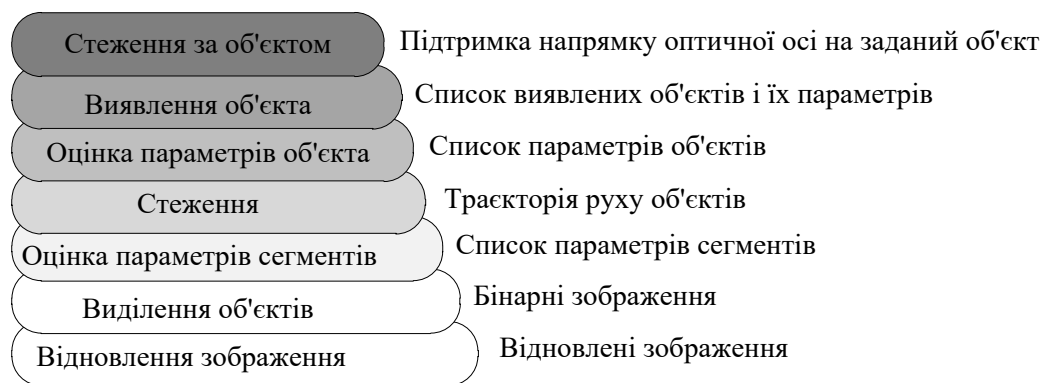 Стеження за об'єктом Підтримка напрямку оптичної осі на заданий об'єкт
Виявлення об'єкта Список виявлених об'єктів і їх параметрів
Оцінка параметрів об'єкта Список параметрів об'єктів
Стеження Траєкторія руху об'єктів
Оцінка параметрів сегментів Список параметрів сегментів
Виділення об'єктів Бінарні зображення
Відновлення зображення Відновлені зображення